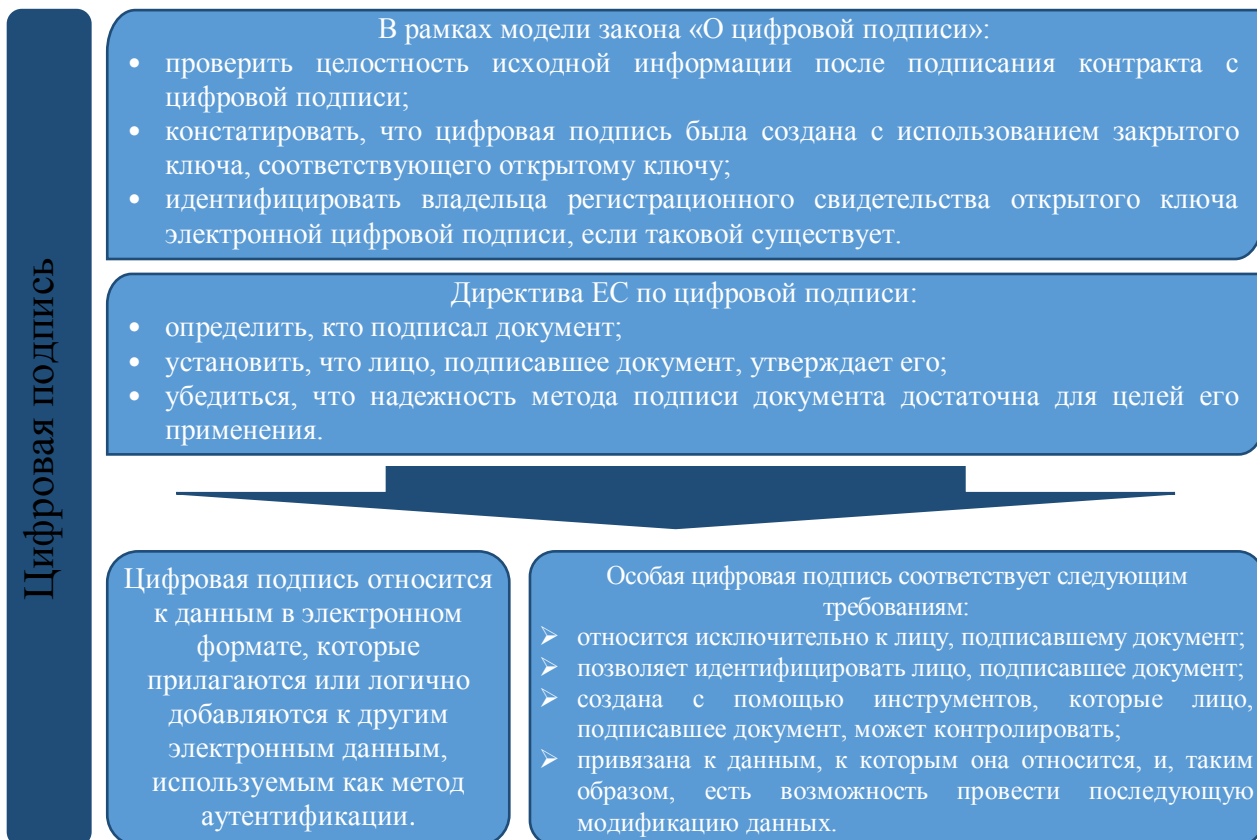 Цифровая подпись
В рамках модели закона «О цифровой подписи»:
• проверить целостность исходной информации после подписания контракта с
цифровой подписи;
• констатировать, что цифровая подпись была создана с использованием закрытого
ключа, соответствующего открытому ключу;
• идентифицировать владельца регистрационного свидетельства открытого ключа
электронной цифровой подписи, если таковой существует.
Директива ЕС по цифровой подписи:
• определить, кто подписал документ;
• установить, что лицо, подписавшее документ, утверждает его;
• убедиться, что надежность метода подписи документа достаточна для целей его
применения.
Цифровая подпись относится
к данным в электронном
формате, которые
прилагаются или логично
добавляются к другим
электронным данным,
используемым как метод
аутентификации.
Особая цифровая подпись соответствует следующим
требованиям:
➢ относится исключительно к лицу, подписавшему документ;
➢ позволяет идентифицировать лицо, подписавшее документ;
➢ создана с помощью инструментов, которые лицо,
подписавшее документ, может контролировать;
➢ привязана к данным, к которым она относится, и, таким
образом, есть возможность провести последующую
модификацию данных.